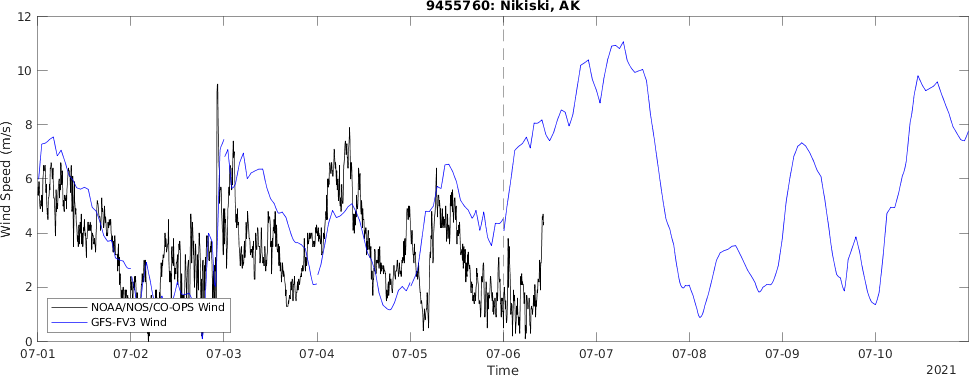 9455760: Nikiski, AK
12
10
8
6
4
2
0
Wind Speed (m/s)
NOAA/NOS/CO-OPS Wind
GFS-FV3 Wind
07-01 07-02 07-03 07-04 07-05 07-06 07-07 07-08 07-09 07-10
Time
2021